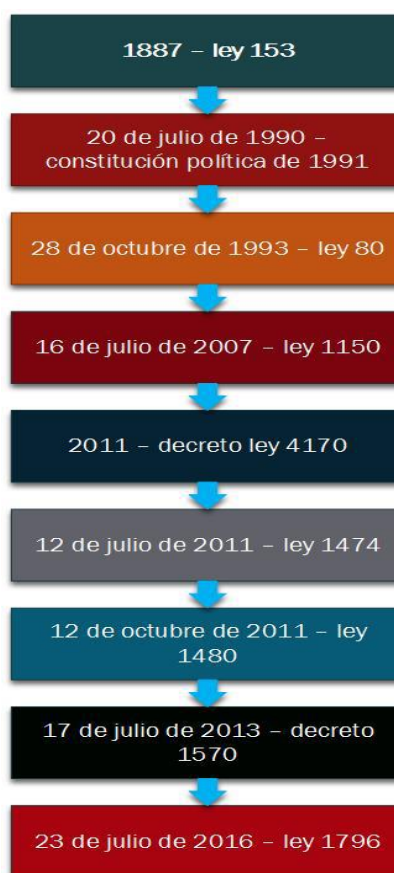 1887 – ley 153
20 de julio de 1990 –
constitución política de 1991
28 de octubre de 1993 – ley 80
16 de julio de 2007 – ley 1150
2011 – decreto ley 4170
12 de julio de 2011 – ley 1474
12 de octubre de 2011 – ley
1480
17 de julio de 2013 – decreto
1570
23 de julio de 2016 – ley 1796